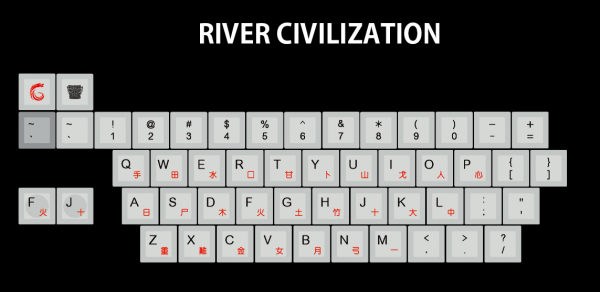 RIVER CIVILIZATION
~ ` ~ ` ! 1 @ 2 # 3 $ 4 % 5 ^ 6 & 7 * 8 ( 9 ) 0 _ - + =
Q 手 W 田 E 水 R 口 T 廿 Y 卜 U 山 I 戈 O 人 P 心 { [ } ]
F 火 J 十 A 日 S 尸 D 木 F 火 G 土 H 竹 J 十 K 大 L 中 : ; " '
Z 重 X 難 C 金 V 女 B 月 N 弓 M 一 < , > . ? /